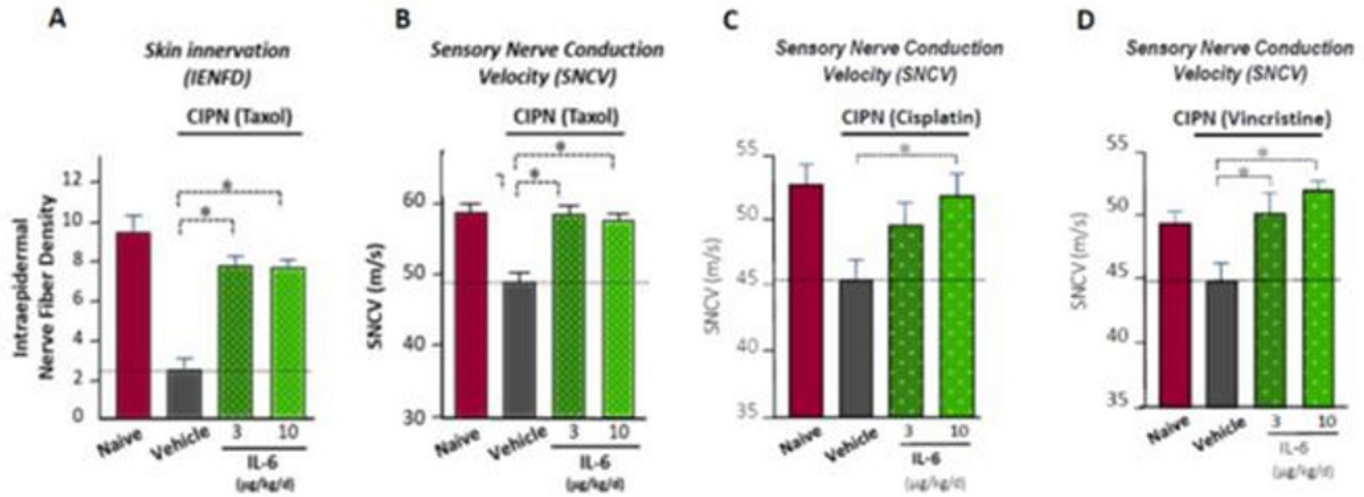 A
Skin innervation
(IENFD)
CIPN (Taxol)
Intraepidermal
Nerve Fiber Density
12
10
8
6
4
2
0
*
*
Naive
Vehicle
3
10
IL-6
(µg/kg/d)
B
Sensory Nerve Conduction
Velocity (SNCV)
CIPN (Taxol)
SNCV (m/s)
60
50
40
30
*
*
Naive
Vehicle
3
10
IL-6
(µg/kg/d)
C
Sensory Nerve Conduction
Velocity (SNCV)
CIPN (Cisplatin)
SNCV (m/s)
55
50
45
40
35
*
Naive
Vehicle
3
10
IL-6
(µg/kg/d)
D
Sensory Nerve Conduction
Velocity (SNCV)
CIPN (Vincristine)
SNCV (m/s)
55
50
45
40
35
*
*
Naive
Vehicle
3
10
IL-6
(µg/kg/d)